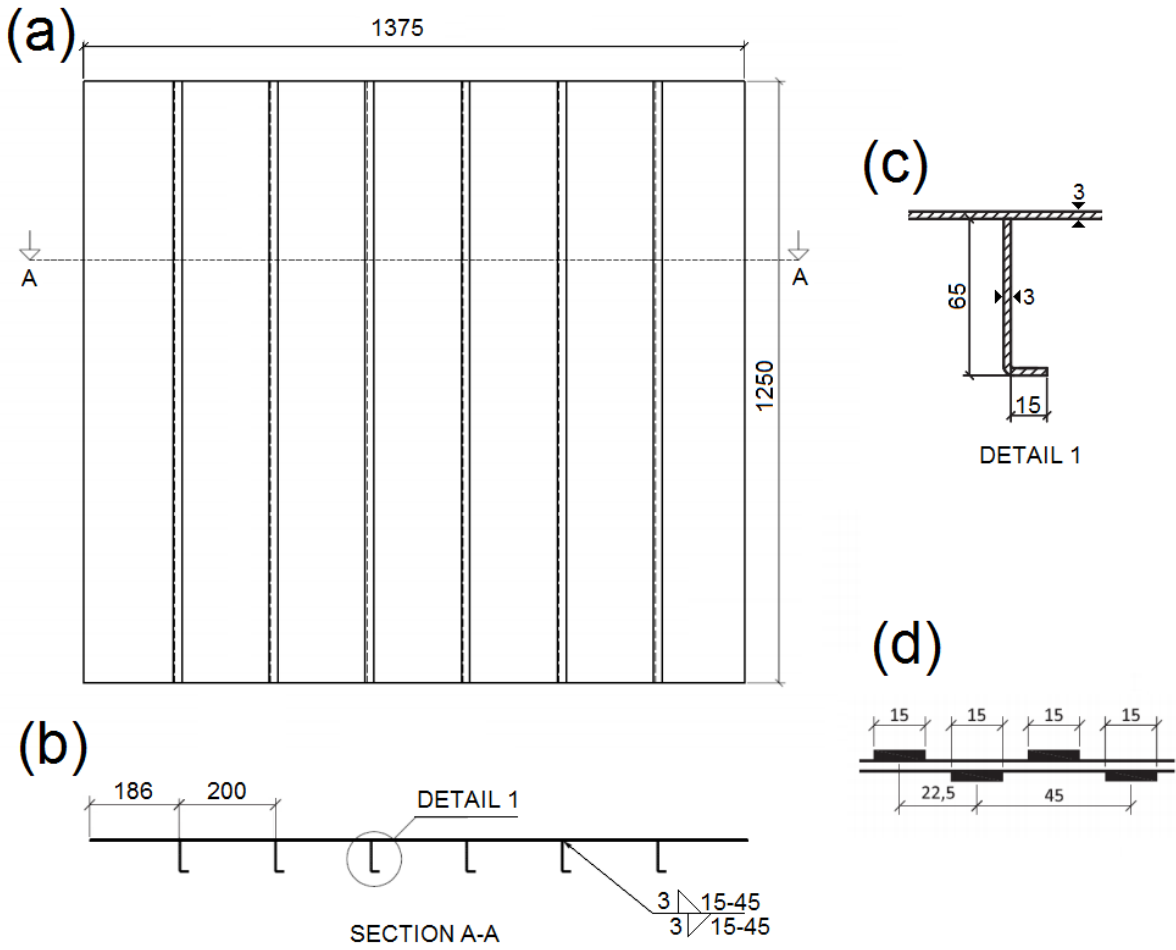 (a)
1375
A
A
1250
(b)
186
200
DETAIL 1
3 15-45
3 15-45
SECTION A-A
(c)
3
65
3
15
DETAIL 1
(d)
15 15 15 15
22,5 45